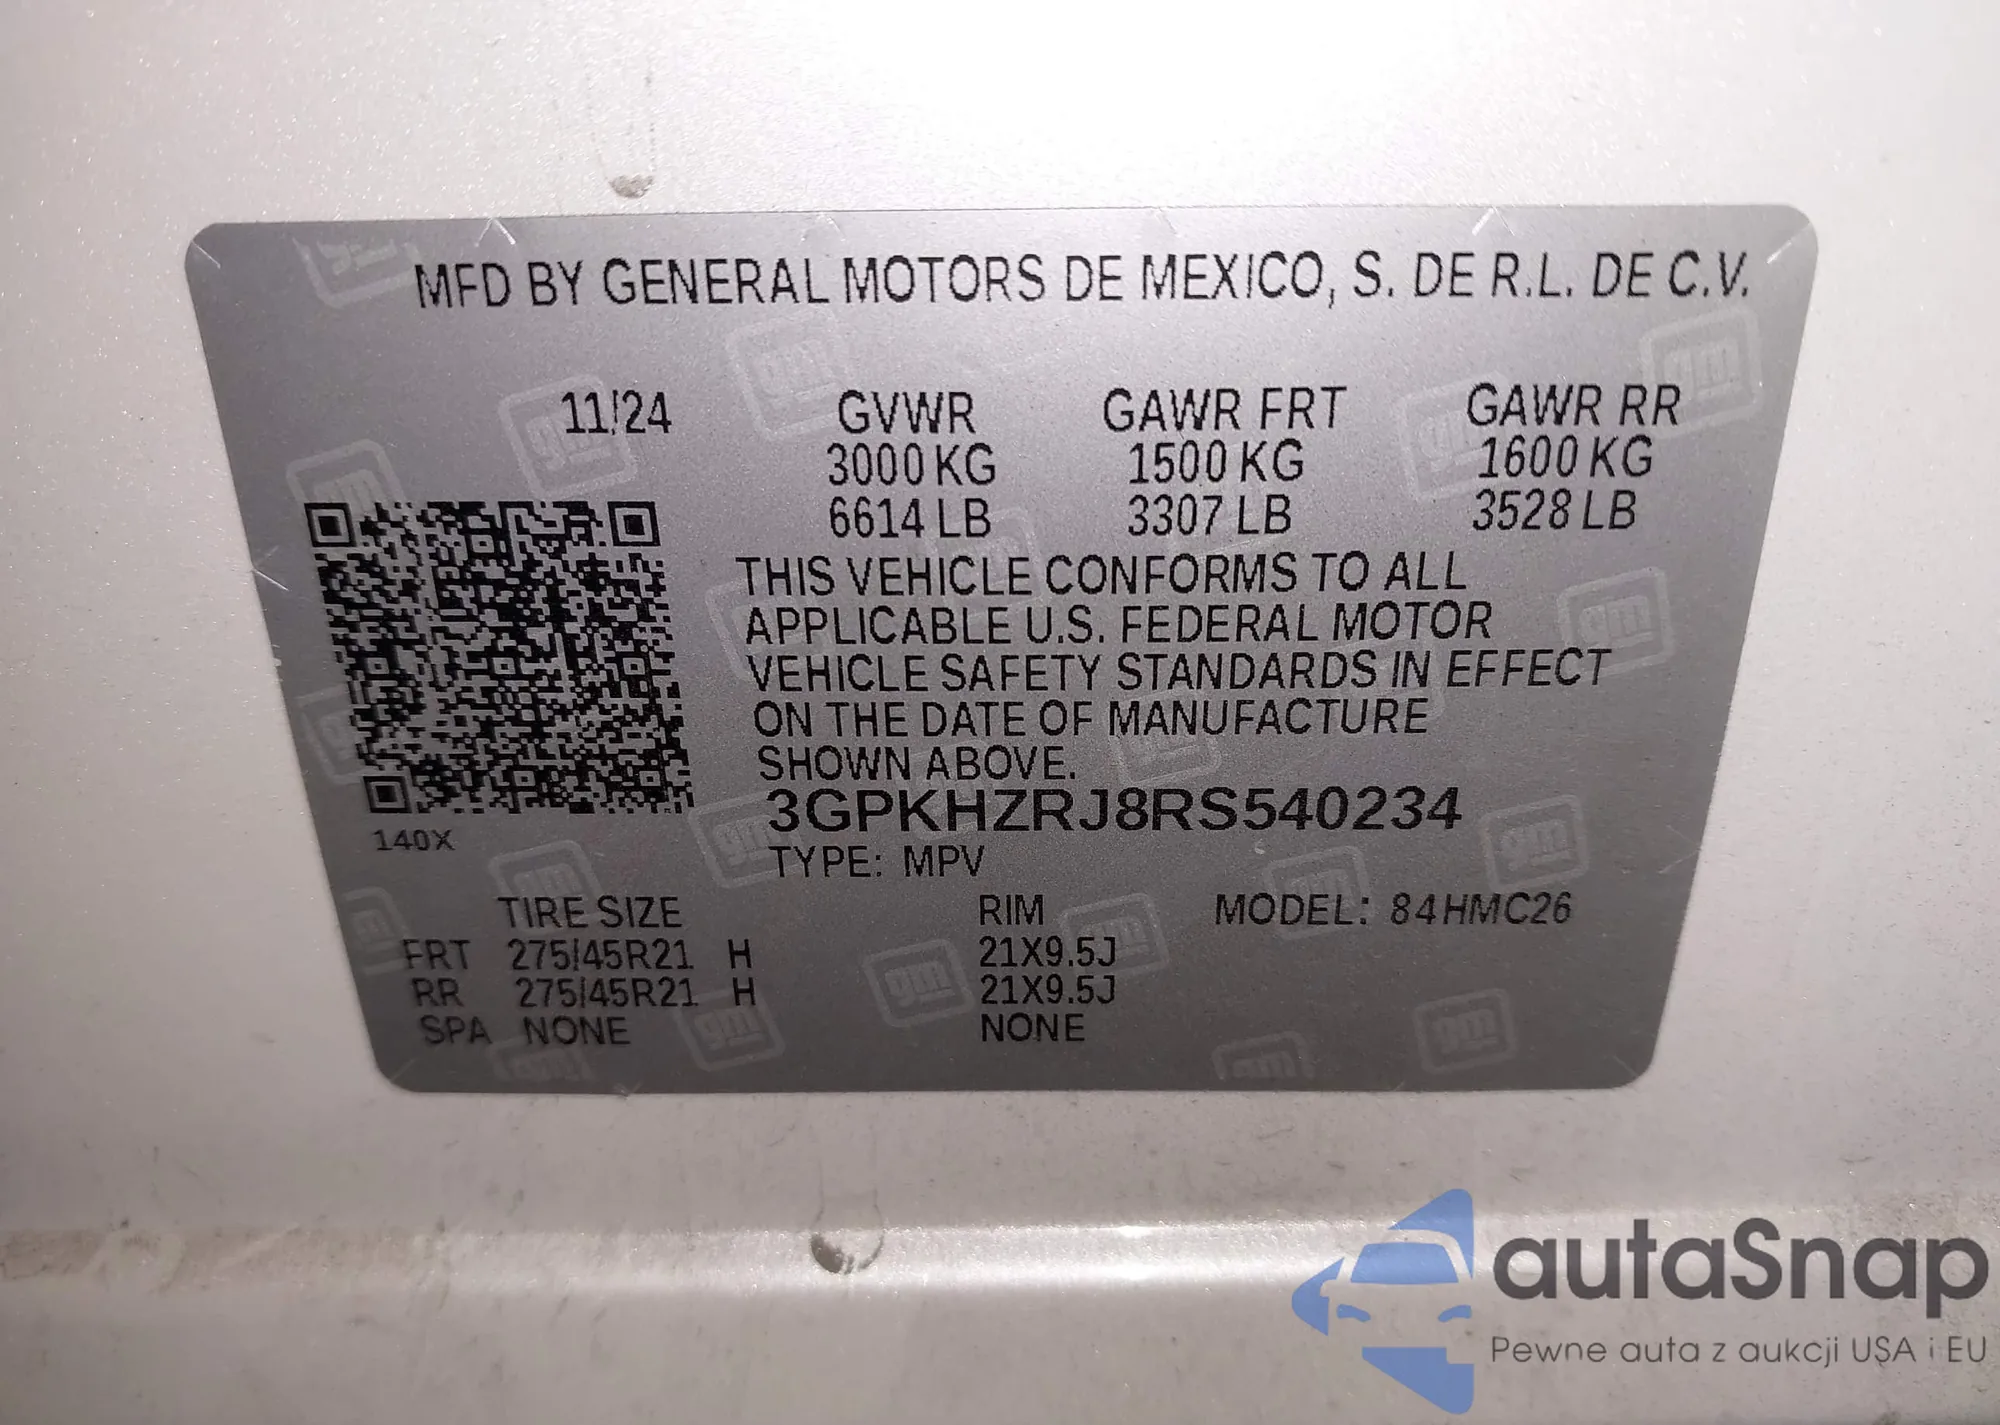 MFD BY GENERAL MOTORS DE MEXICO, S. DE R.L. DE C.V.
11/24 GVWR GAWR FRT GAWR RR
3000 KG 1500 KG 1600 KG
6614 LB 3307 LB 3528 LB
THIS VEHICLE CONFORMS TO ALL
APPLICABLE U.S. FEDERAL MOTOR
VEHICLE SAFETY STANDARDS IN EFFECT
ON THE DATE OF MANUFACTURE
SHOWN ABOVE.
3GPKHZRJ8RS540234
140X
TYPE: MPV
TIRE SIZE RIM MODEL: 84HMC26
FRT 275/45R21 H 21X9.5J
RR 275/45R21 H 21X9.5J
SPA NONE NONE
autaSnap
Pewne auta z aukcji USA i EU